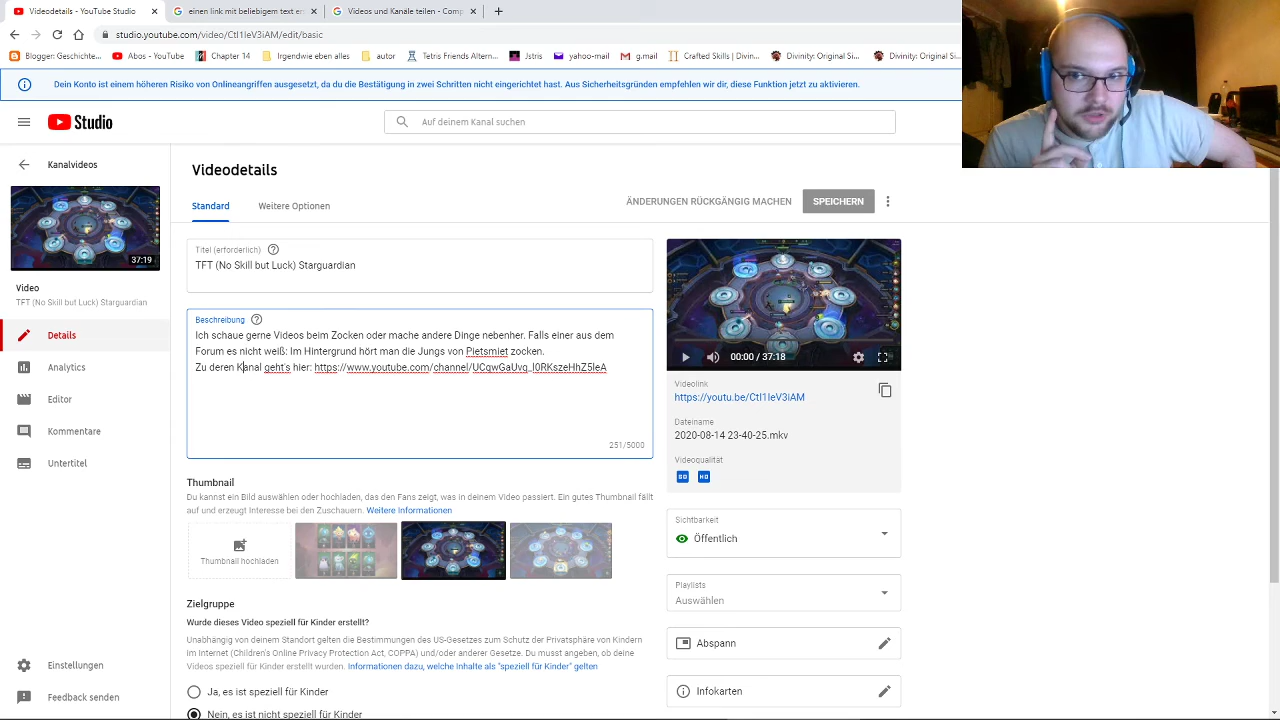 Videodetails - YouTube Studio
einen link mit beliebigem text er
Videos und Kanäle teilen - Comp
studio.youtube.com/video/CtI1IeV3iAM/edit/basic
Bloggen: Geschichte...
Abos - YouTube
Chapter 14
Irgendwo eben alles
autor
Tetris Friends Altern...
Jstris
yahoo-mail
g.mail
Crafted Skills | Divin...
Divinity: Original Si...
Divinity: Original Si...
Dein Konto ist einem höheren Risiko von Onlineangriffen ausgesetzt, da du die Bestätigung in zwei Schritten nicht eingerichtet hast. Aus Sicherheitsgründen empfehlen wir dir, diese Funktion jetzt zu aktivieren.
Studio
Auf deinem Kanal suchen
Kanalvideos
37:19
Video
TFT (No Skill but Luck) Starguardian
Details
Analytics
Editor
Kommentare
Untertitel
Einstellungen
Feedback senden
Videodetails
Standard
Weitere Optionen
ÄNDERUNGEN RÜCKGÄNGIG MACHEN
SPEICHERN
Titel (erforderlich)
TFT (No Skill but Luck) Starguardian
Beschreibung
Ich schaue gerne Videos beim Zocken oder mache andere Dinge nebenher. Falls einer aus dem
Forum es nicht weiß: Im Hintergrund hört man die Jungs von Pietsmiet zocken.
Zu deren Kanal geht's hier: https://www.youtube.com/channel/UCqwGaUvq_l0RKszeHhZ5leA
251/5000
Thumbnail
Du kannst ein Bild auswählen oder hochladen, das den Fans zeigt, was in deinem Video passiert. Ein gutes Thumbnail fällt
auf und erzeugt Interesse bei den Zuschauern. Weitere Informationen
Thumbnail hochladen
Zielgruppe
Wurde dieses Video speziell für Kinder erstellt?
Unabhängig von deinem Standort gelten die Bestimmungen des US-Gesetzes zum Schutz der Privatsphäre von Kindern
im Internet (Children's Online Privacy Protection Act, COPPA) und/oder anderer Gesetze. Du musst angeben, ob deine
Videos speziell für Kinder erstellt wurden. Informationen dazu, welche Inhalte als "speziell für Kinder" gelten
Ja, es ist speziell für Kinder
Nein, es ist nicht speziell für Kinder
00:00 / 37:18
Videolink
https://youtu.be/CtI1IeV3iAM
Dateiname
2020-08-14 23-40-25.mkv
Videoqualität
SD
HD
Sichtbarkeit
Öffentlich
Playlists
Auswählen
Abspann
Infokarten